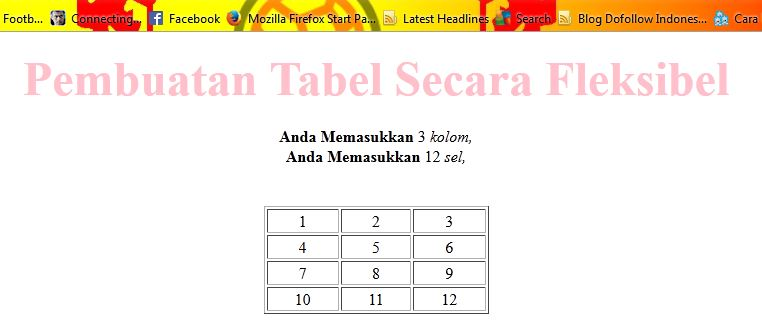 Footb... Connecting... Facebook Mozilla Firefox Start Pa... Latest Headlines Search Blog Dofollow Indones... Cara
Pembuatan Tabel Secara Fleksibel
Anda Memasukkan 3 kolom,
Anda Memasukkan 12 sel,
1 2 3
4 5 6
7 8 9
10 11 12